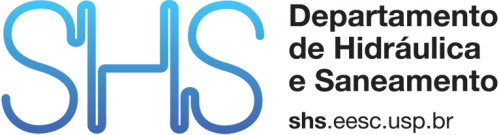 SHS
Departamento
de Hidráulica
e Saneamento
shs.eesc.usp.br